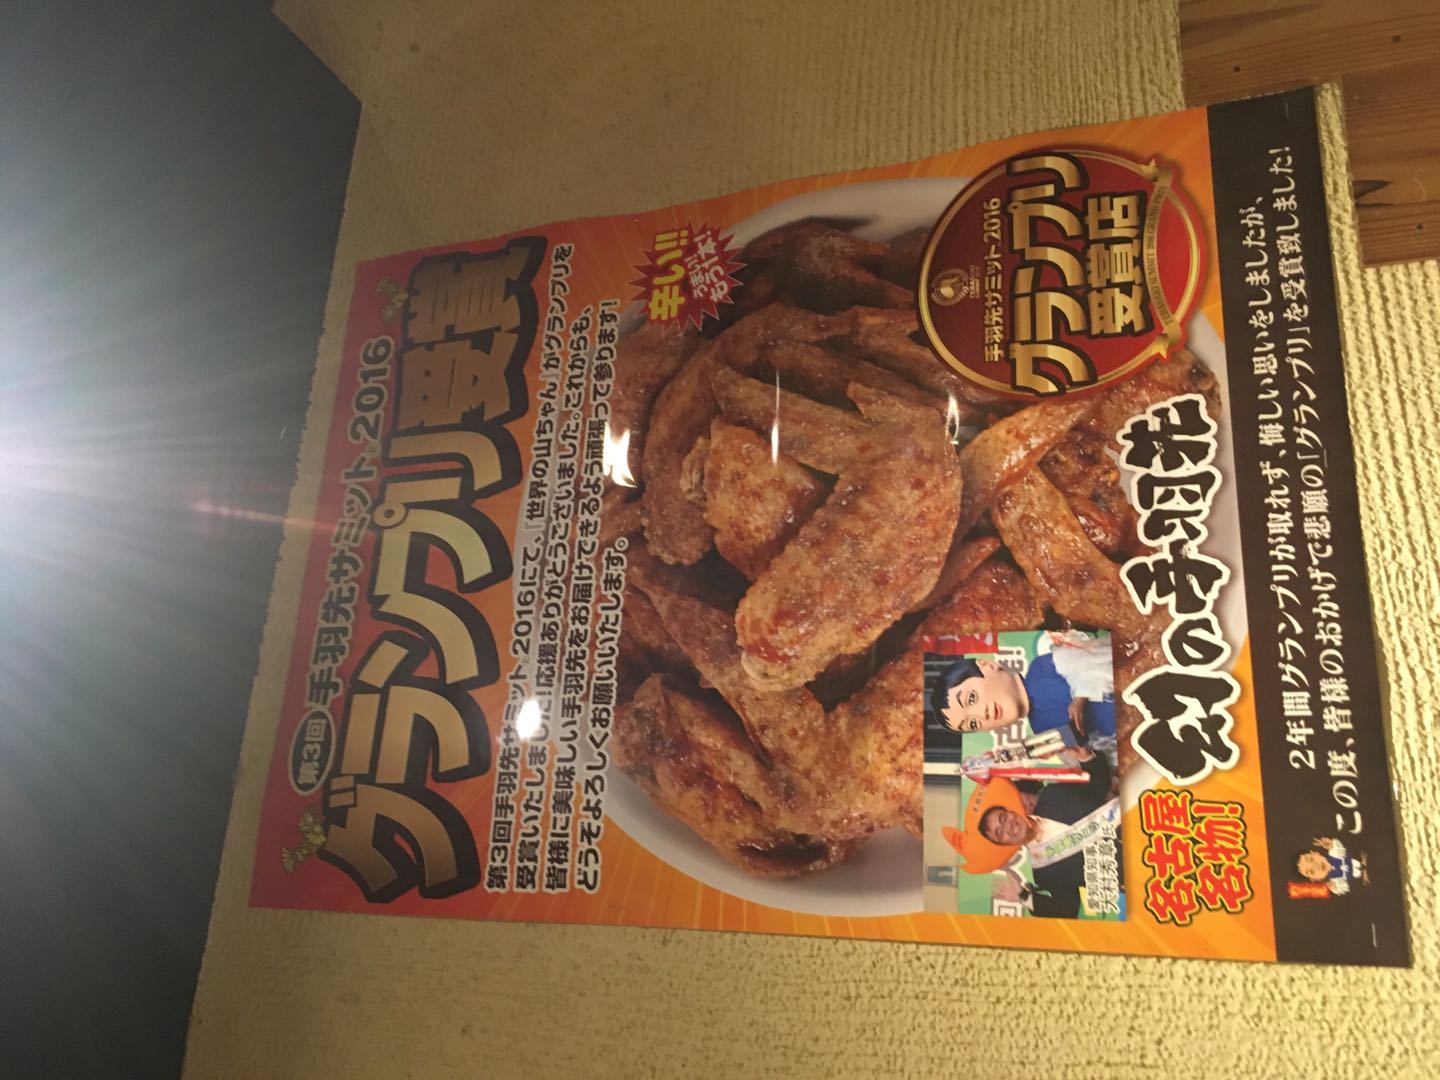 第3回 手羽先サミット®2016
グランプリ受賞
第3回手羽先サミット®2016にて、『世界の山ちゃん』がグランプリを
受賞いたしました!応援ありがとうございました。これからも、
皆様に美味しい手羽先をお届けできるよう頑張って参ります!
どうぞよろしくお願いいたします。
辛い!!
うまい!
もう1本!
愛知県知事
大村秀章氏
TEBASAKI
手羽先サミット2016
グランプリ
受賞店
TEBASAKI SUMMIT 2016 GRAND PRIX
名古屋
名物!
幻の手羽先
2年間グランプリが取れず、悔しい思いをしましたが、
この度、皆様のおかげで悲願の「グランプリ」を受賞致しました!